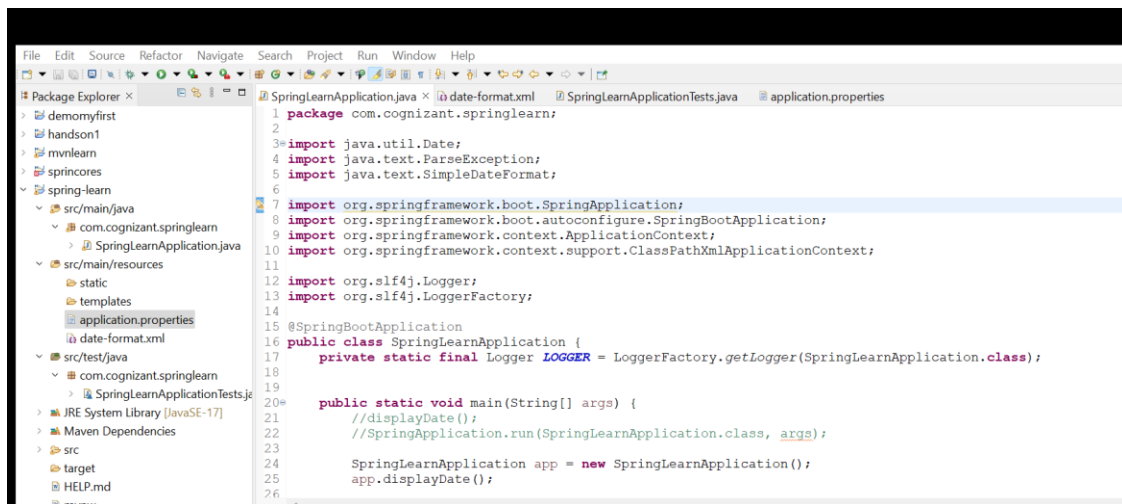 File Edit Source Refactor Navigate Search Project Run Window Help
Package Explorer ×
SpringLearnApplication.java × date-format.xml SpringLearnApplicationTests.java application.properties
demomyfirst
handson1
mvnlearn
sprincores
spring-learn
src/main/java
com.cognizant.springlearn
SpringLearnApplication.java
src/main/resources
static
templates
application.properties
date-format.xml
src/test/java
com.cognizant.springlearn
SpringLearnApplicationTests.ja
JRE System Library [JavaSE-17]
Maven Dependencies
src
target
HELP.md
1 package com.cognizant.springlearn;
2
3 import java.util.Date;
4 import java.text.ParseException;
5 import java.text.SimpleDateFormat;
6
7 import org.springframework.boot.SpringApplication;
8 import org.springframework.boot.autoconfigure.SpringBootApplication;
9 import org.springframework.context.ApplicationContext;
10 import org.springframework.context.support.ClassPathXmlApplicationContext;
11
12 import org.slf4j.Logger;
13 import org.slf4j.LoggerFactory;
14
15 @SpringBootApplication
16 public class SpringLearnApplication {
17 private static final Logger LOGGER = LoggerFactory.getLogger(SpringLearnApplication.class);
18
19
20 public static void main(String[] args) {
21 //displayDate();
22 //SpringApplication.run(SpringLearnApplication.class, args);
23
24 SpringLearnApplication app = new SpringLearnApplication();
25 app.displayDate();
26